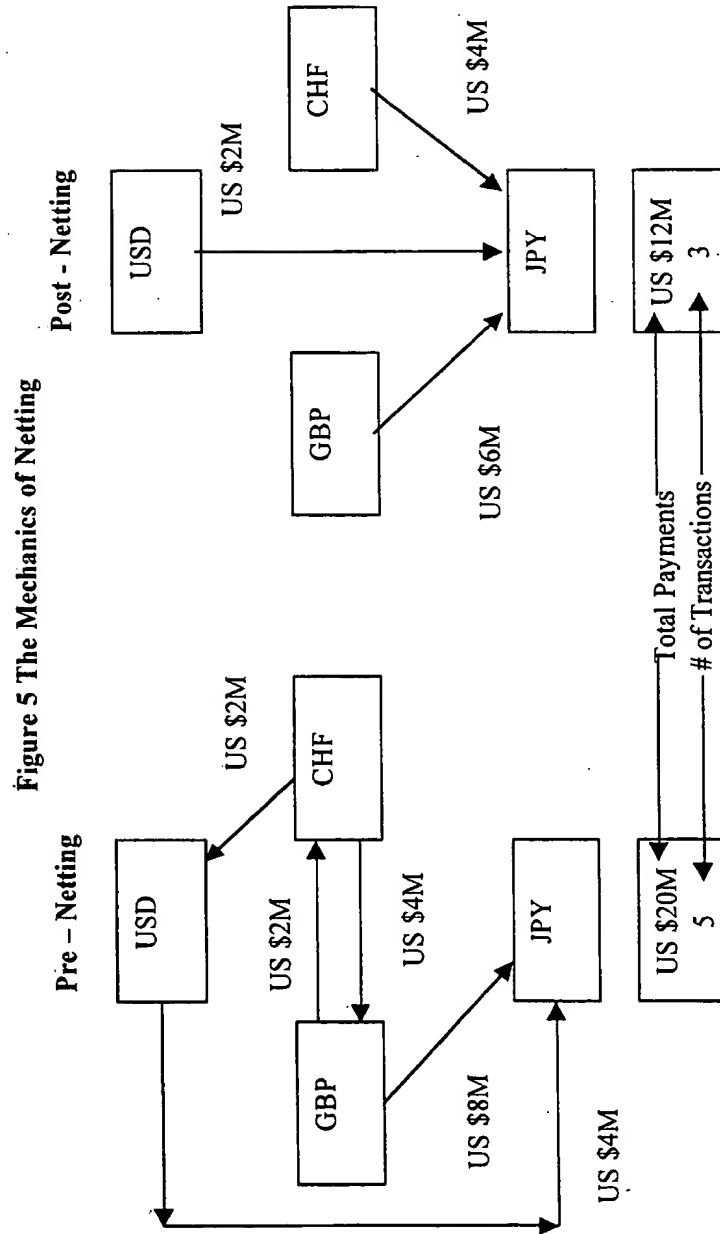 Figure 5 The Mechanics of Netting
Pre – Netting
USD
US $2M
GBP
US $2M
US $4M
CHF
US $8M
JPY
US $4M
US $20M
5
Post - Netting
USD
US $2M
GBP
CHF
US $6M
US $4M
JPY
US $12M
3
Total Payments
# of Transactions